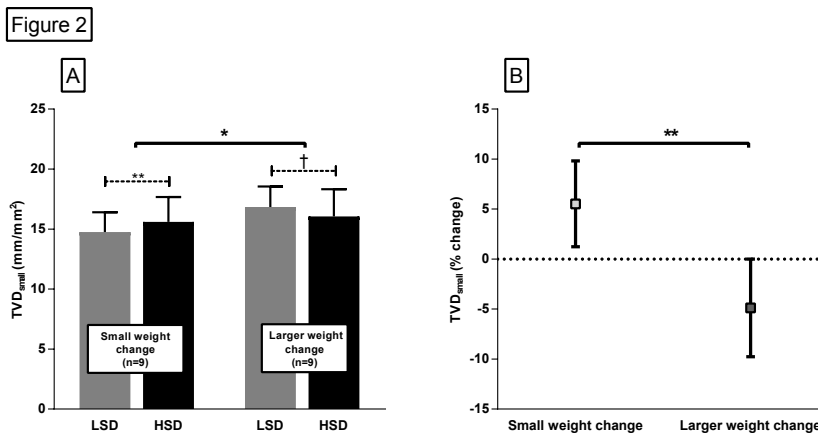 Figure 2
A
TVDsmall (mm/mm²)
25
20
15
10
5
0
*
**
†
Small weight
change
(n=9)
Larger weight
change
(n=9)
LSD
HSD
LSD
HSD
B
TVDsmall (% change)
15
10
5
0
-5
-10
-15
**
Small weight change
Larger weight change